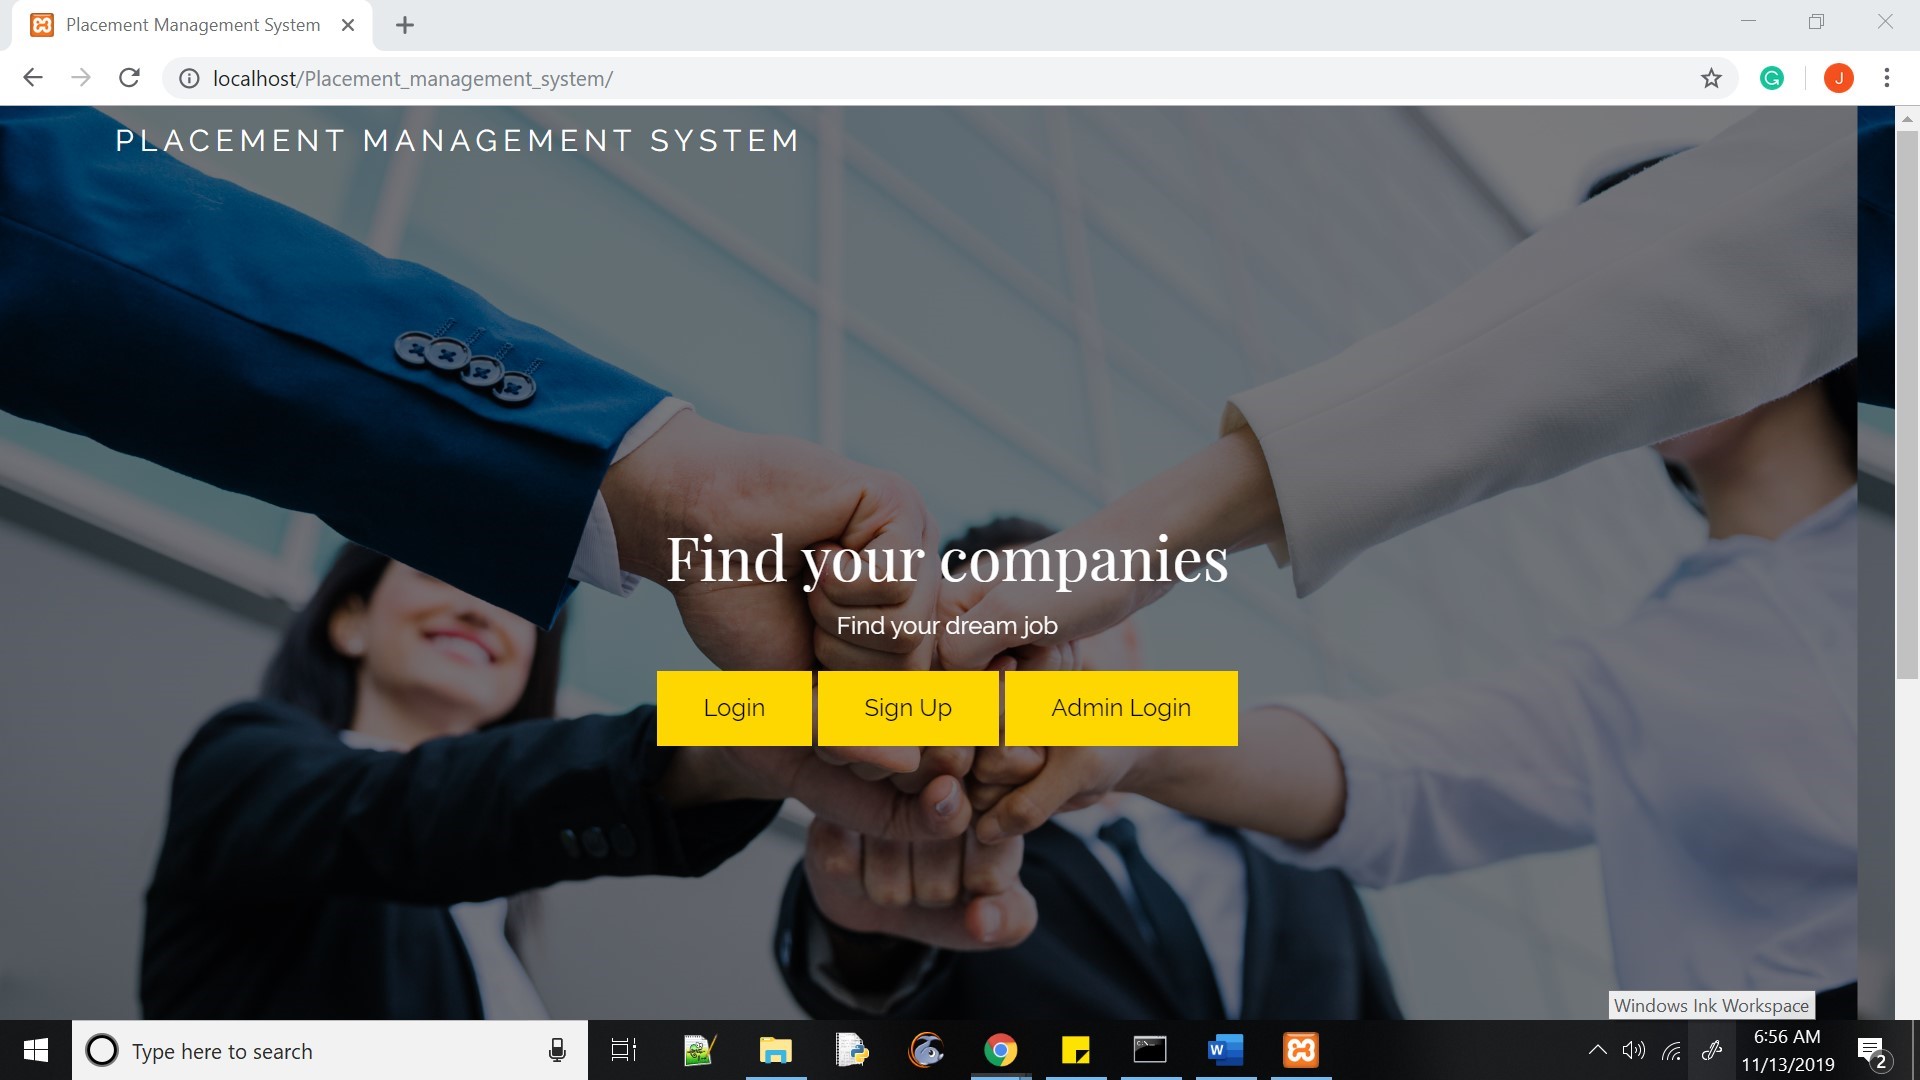 Placement Management System
localhost/Placement_management_system/
J
PLACEMENT MANAGEMENT SYSTEM
Find your companies
Find your dream job
Login
Sign Up
Admin Login
Windows Ink Workspace
Type here to search
W
6:56 AM
11/13/2019
2